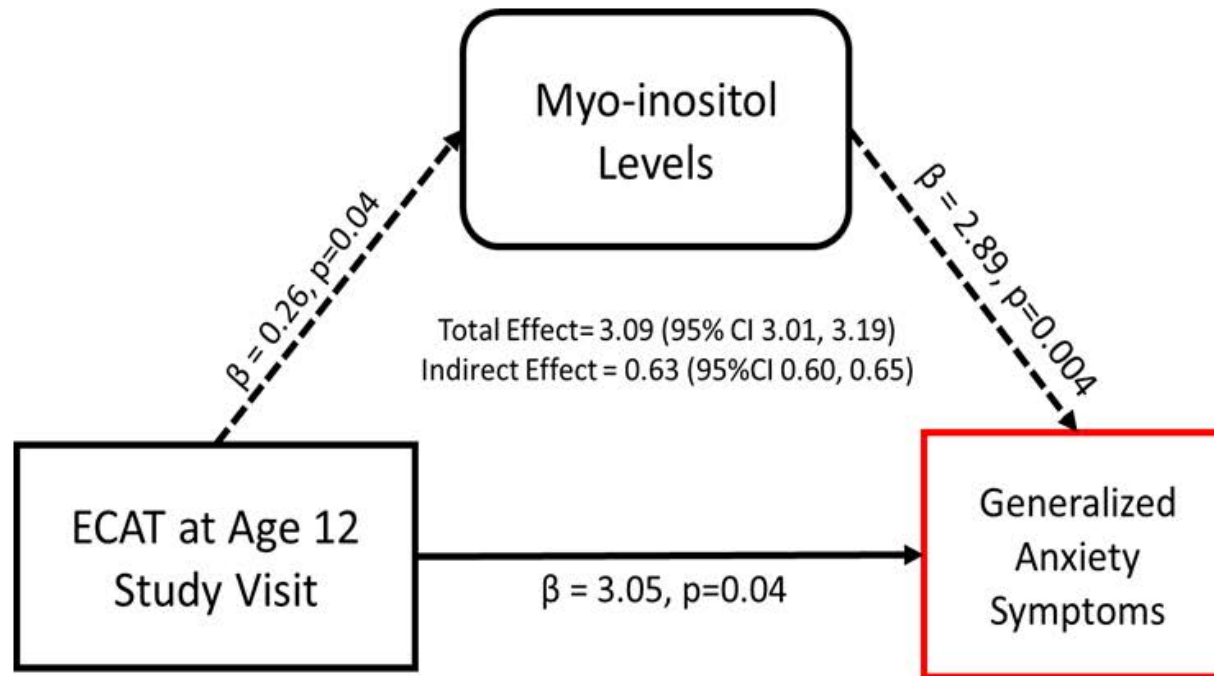 Myo-inositol
Levels
β = 0.26, p=0.04
β = 2.89, p=0.004
Total Effect= 3.09 (95% CI 3.01, 3.19)
Indirect Effect = 0.63 (95%CI 0.60, 0.65)
ECAT at Age 12
Study Visit
β = 3.05, p=0.04
Generalized
Anxiety
Symptoms